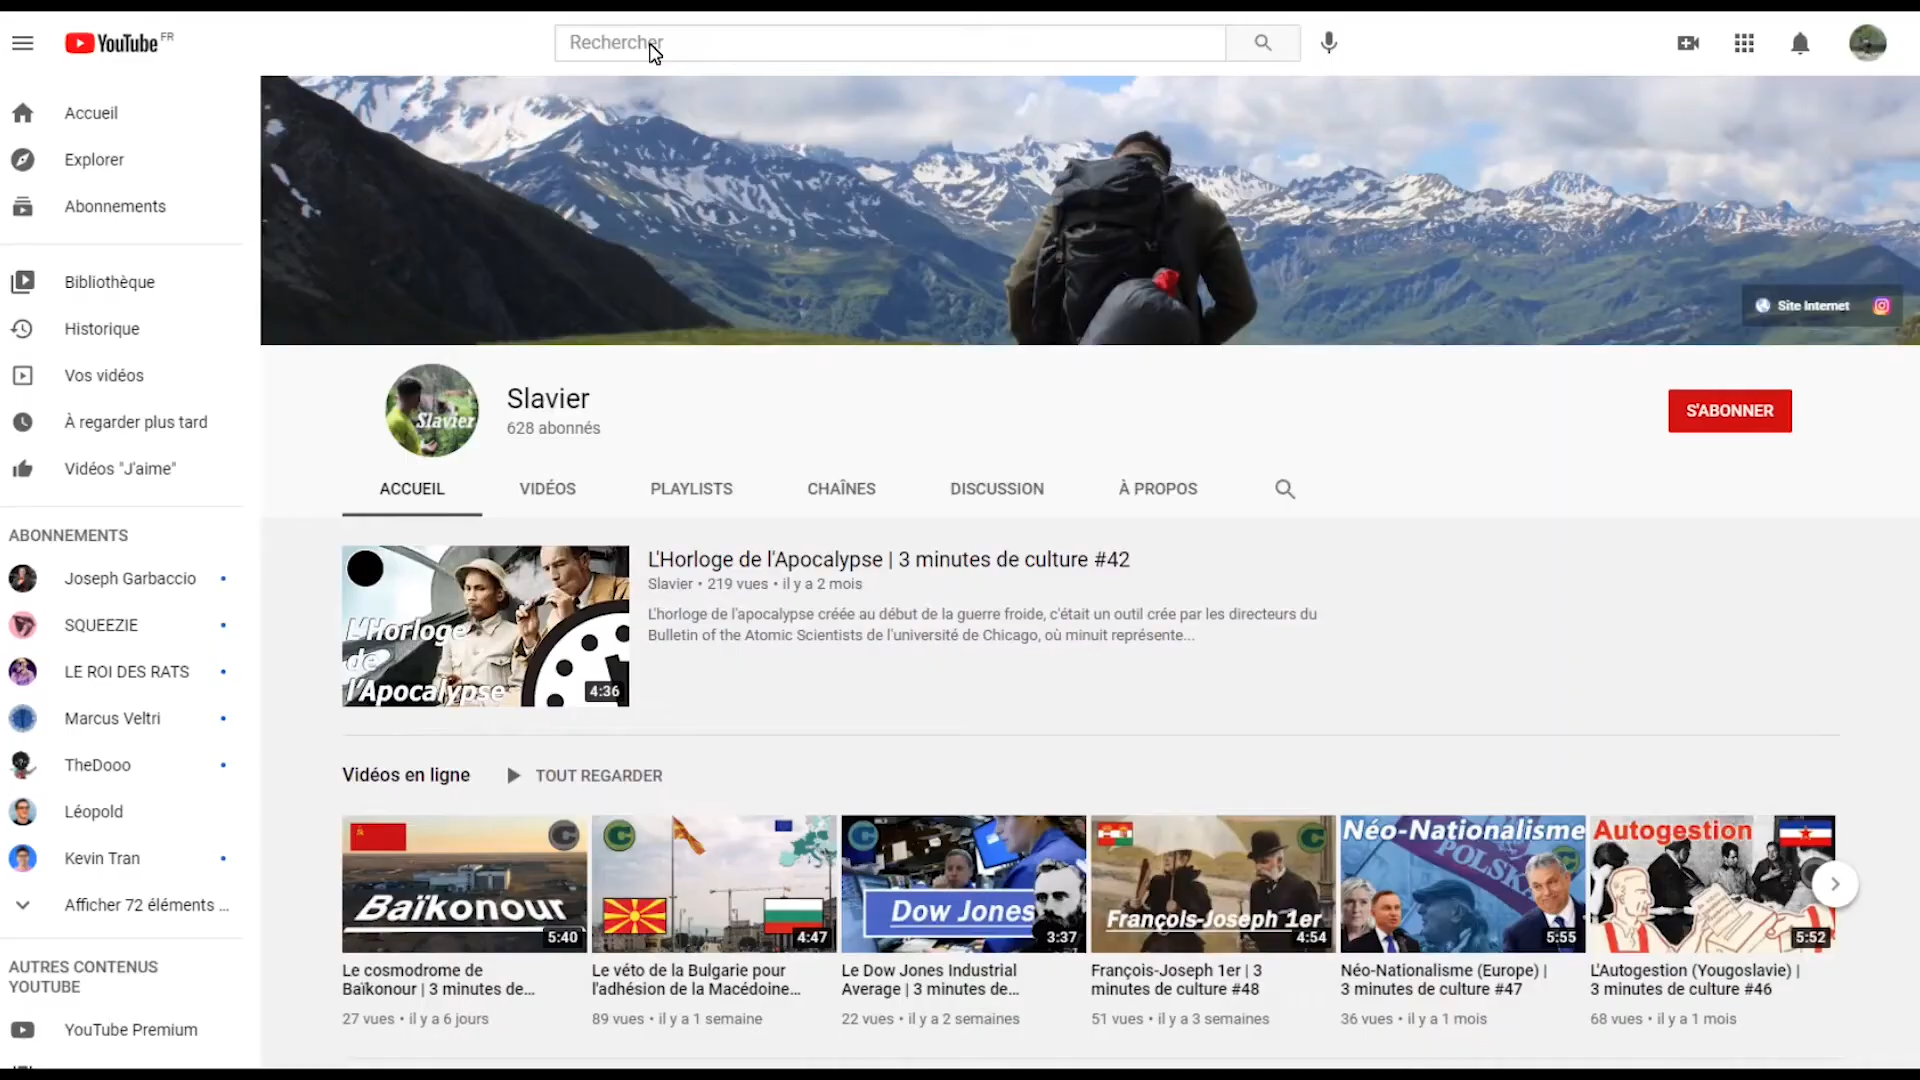 YouTube FR
Rechercher
Accueil
Explorer
Abonnements
Bibliothèque
Historique
Vos vidéos
À regarder plus tard
Vidéos "J'aime"
ABONNEMENTS
Joseph Garbaccio
SQUEEZIE
LE ROI DES RATS
Marcus Veltri
TheDooo
Léopold
Kevin Tran
Afficher 72 éléments ...
AUTRES CONTENUS
YOUTUBE
YouTube Premium
Site Internet
Slavier
Slavier
628 abonnés
S'ABONNER
ACCUEIL
VIDÉOS
PLAYLISTS
CHAÎNES
DISCUSSION
À PROPOS
L'Horloge
de
l'Apocalypse
4:36
L'Horloge de l'Apocalypse | 3 minutes de culture #42
Slavier • 219 vues • il y a 2 mois
L'horloge de l'apocalypse créée au début de la guerre froide, c'était un outil crée par les directeurs du
Bulletin of the Atomic Scientists de l'université de Chicago, où minuit représente...
Vidéos en ligne
TOUT REGARDER
Baïkonour
5:40
Le cosmodrome de
Baïkonour | 3 minutes de...
27 vues • il y a 6 jours
4:47
Le véto de la Bulgarie pour
l'adhésion de la Macédoine...
89 vues • il y a 1 semaine
Dow Jones
3:37
Le Dow Jones Industrial
Average | 3 minutes de...
22 vues • il y a 2 semaines
François-Joseph 1er
4:54
François-Joseph 1er | 3
minutes de culture #48
51 vues • il y a 3 semaines
Néo-Nationalisme
POLSK
5:55
Néo-Nationalisme (Europe) |
3 minutes de culture #47
36 vues • il y a 1 mois
Autogestion
5:52
L'Autogestion (Yougoslavie) |
3 minutes de culture #46
68 vues • il y a 1 mois